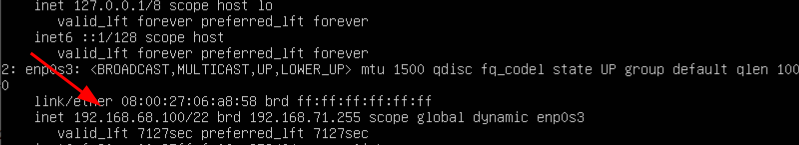 inet 127.0.0.1/8 scope host lo
valid_lft forever preferred_lft forever
inet6 ::1/128 scope host
valid_lft forever preferred_lft forever
2: enp0s3: <BROADCAST,MULTICAST,UP,LOWER_UP> mtu 1500 qdisc fq_codel state UP group default qlen 100
0
link/ether 08:00:27:06:a8:58 brd ff:ff:ff:ff:ff:ff
inet 192.168.68.100/22 brd 192.168.71.255 scope global dynamic enp0s3
valid_lft 7127sec preferred_lft 7127sec